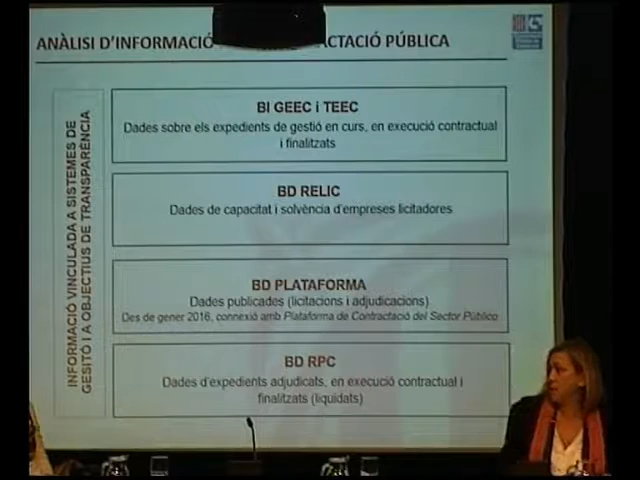 ANÀLISI D'INFORMACIÓ CTACIÓ PÚBLICA
INFORMACIÓ VINCULADA A SISTEMES DE
GESITÓ I A OBJECTIUS DE TRANSPARÈNCIA
BI GEEC i TEEC
Dades sobre els expedients de gestió en curs, en execució contractual
i finalitzats
BD RELIC
Dades de capacitat i solvència d'empreses licitadores
BD PLATAFORMA
Dades publicades (licitacions i adjudicacions)
Des de gener 2016, connexió amb Plataforma de Contractació del Sector Público
BD RPC
Dades d'expedients adjudicats, en execució contractual i
finalitzats (liquidats)